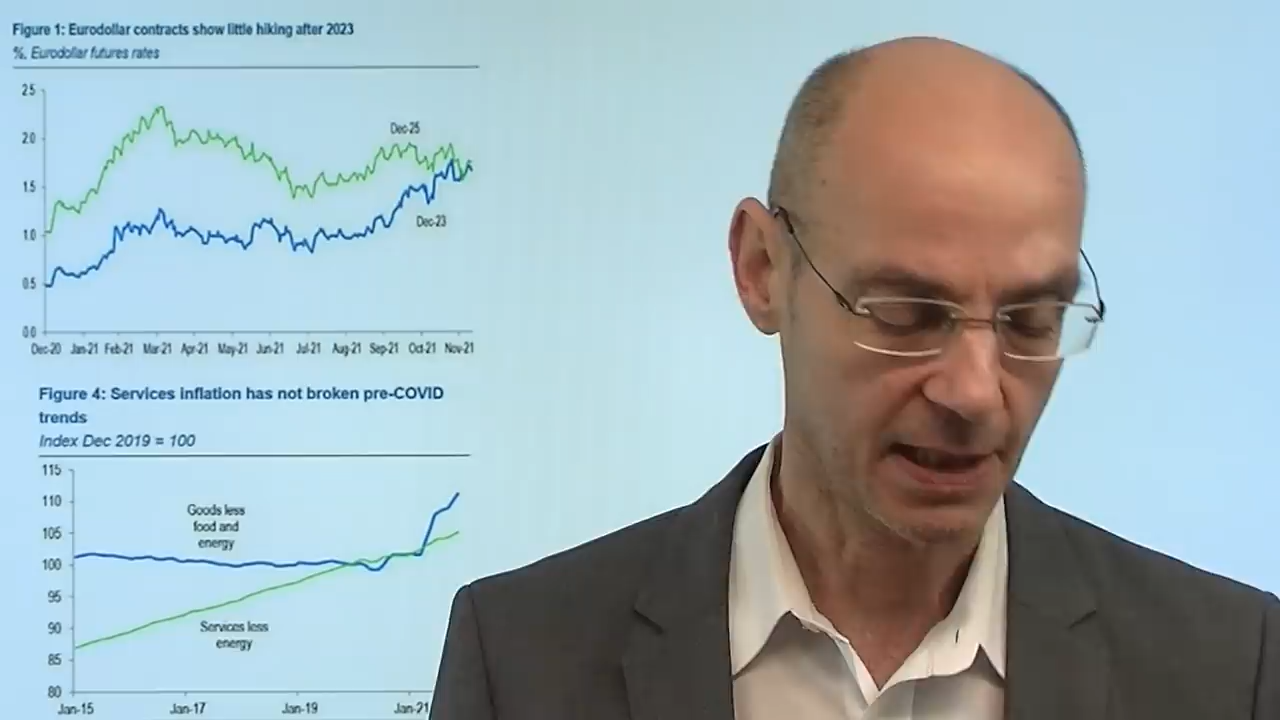 Figure 1: Eurodollar contracts show little hiking after 2023
%, Eurodollar futures rates
2.5
2.0
1.5
1.0
0.5
0.0
Dec-25
Dec-23
Dec-20 Jan-21 Feb-21 Mar-21 Apr-21 May-21 Jun-21 Jul-21 Aug-21 Sep-21 Oct-21 Nov-21
Figure 4: Services inflation has not broken pre-COVID
trends
Index Dec 2019 = 100
115
110
105
100
95
90
85
80
Goods less
food and
energy
Services less
energy
Jan-15 Jan-17 Jan-19 Jan-21